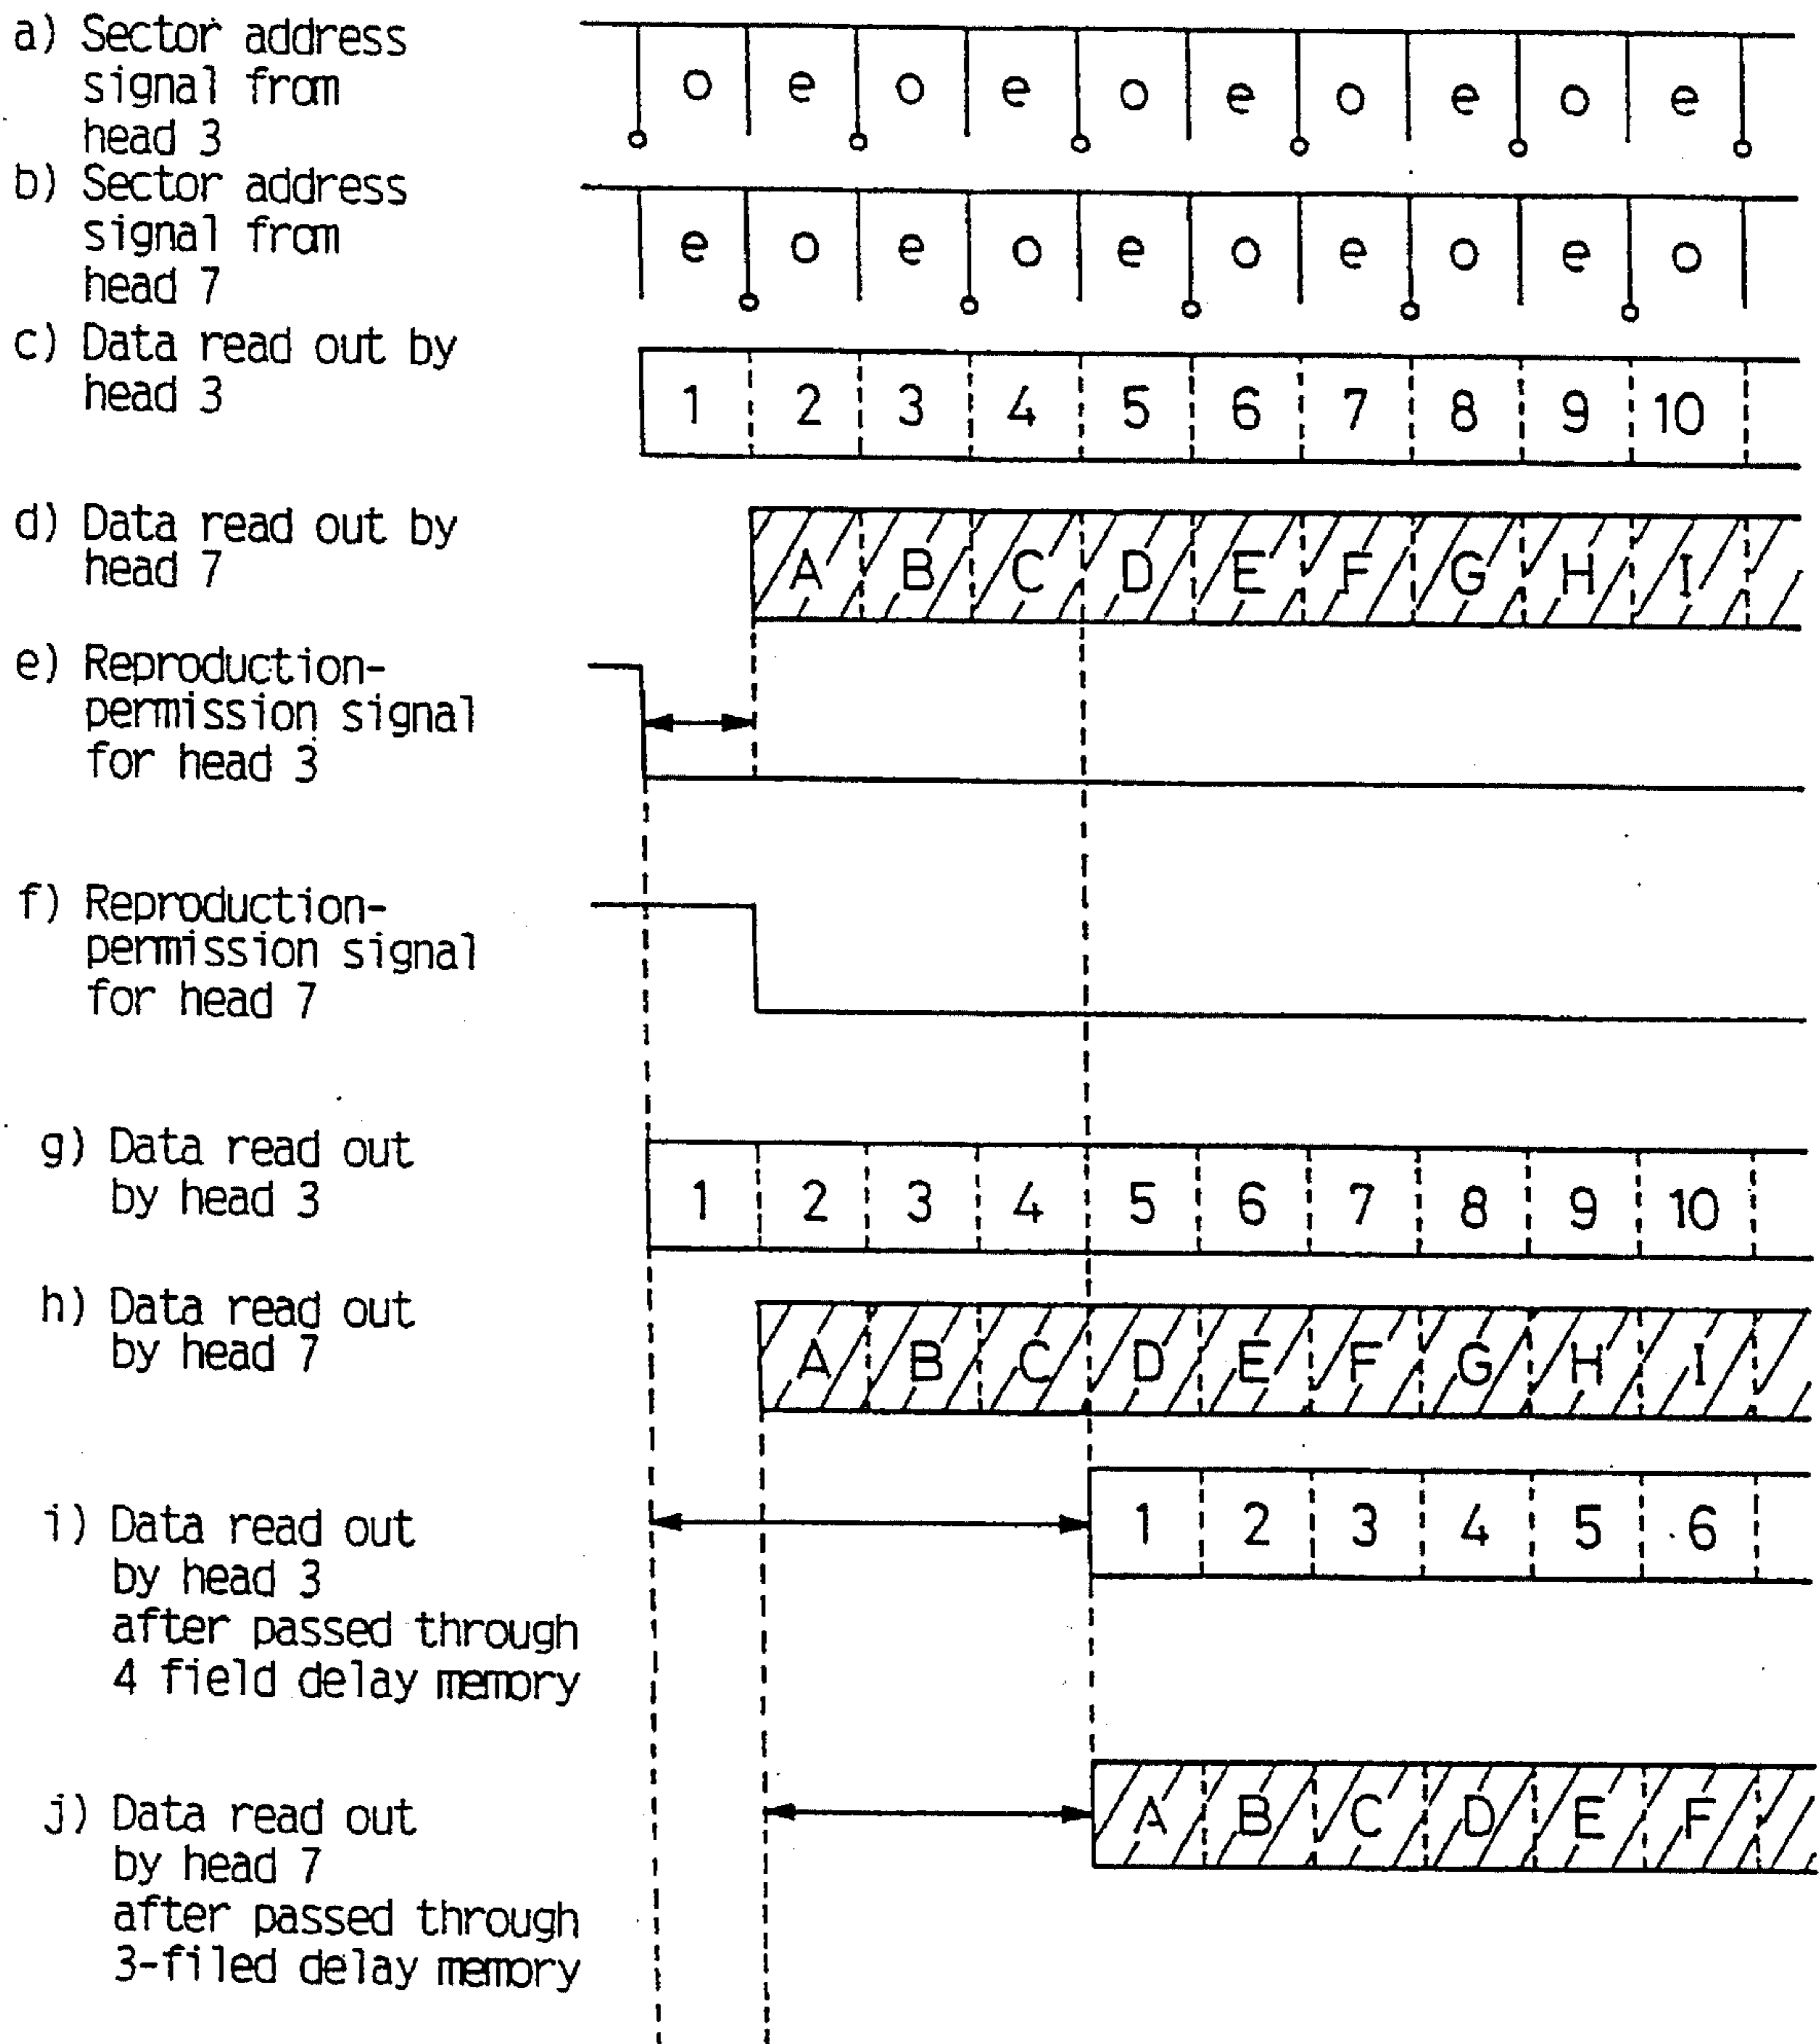 a) Sector address
signal from
head 3
o e o e o e o e o e
b) Sector address
signal from
head 7
e o e o e o e o e o
c) Data read out by
head 3
1 2 3 4 5 6 7 8 9 10
d) Data read out by
head 7
A B C D E F G H I
e) Reproduction-
permission signal
for head 3
f) Reproduction-
permission signal
for head 7
g) Data read out
by head 3
1 2 3 4 5 6 7 8 9 10
h) Data read out
by head 7
A B C D E F G H I
i) Data read out
by head 3
after passed through
4 field delay memory
1 2 3 4 5 6
j) Data read out
by head 7
after passed through
3-filed delay memory
A B C D E F